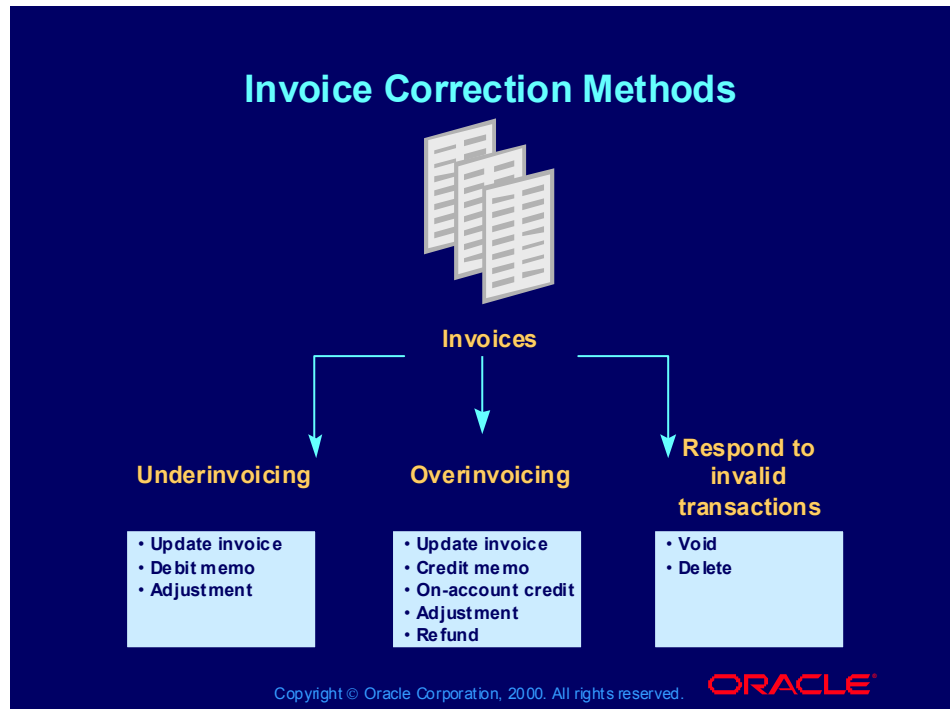 Invoice Correction Methods
Invoices
Underinvoicing
• Update invoice
• Debit memo
• Adjustment
Overinvoicing
• Update invoice
• Credit memo
• On-account credit
• Adjustment
• Refund
Respond to
invalid
transactions
• Void
• Delete
Copyright © Oracle Corporation, 2000. All rights reserved.
ORACLE®